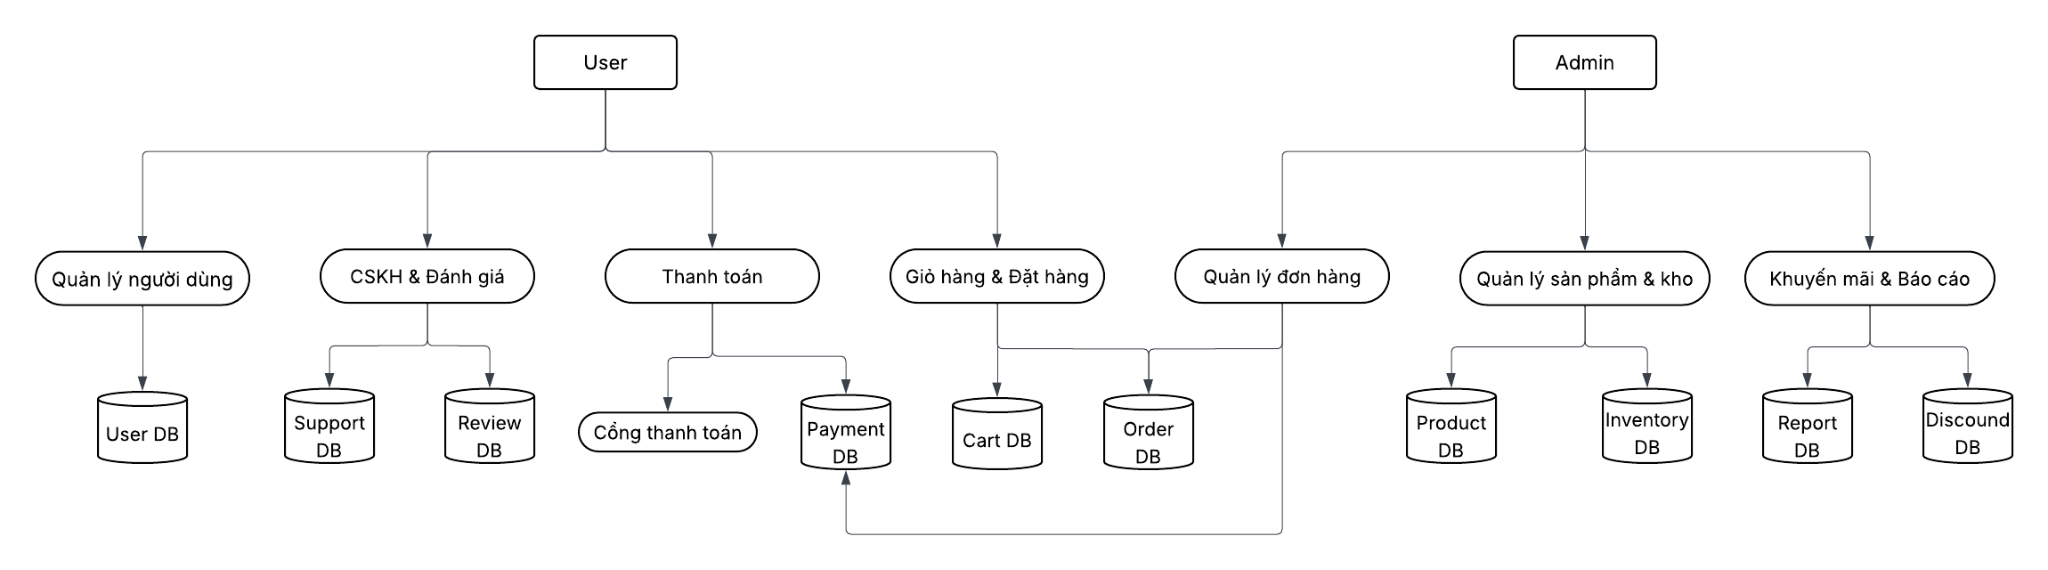 User
Admin
Quản lý người dùng
CSKH & Đánh giá
Thanh toán
Giỏ hàng & Đặt hàng
Quản lý đơn hàng
Quản lý sản phẩm & kho
Khuyến mãi & Báo cáo
User DB
Support
DB
Review
DB
Cổng thanh toán
Payment
DB
Cart DB
Order
DB
Product
DB
Inventory
DB
Report
DB
Discound
DB